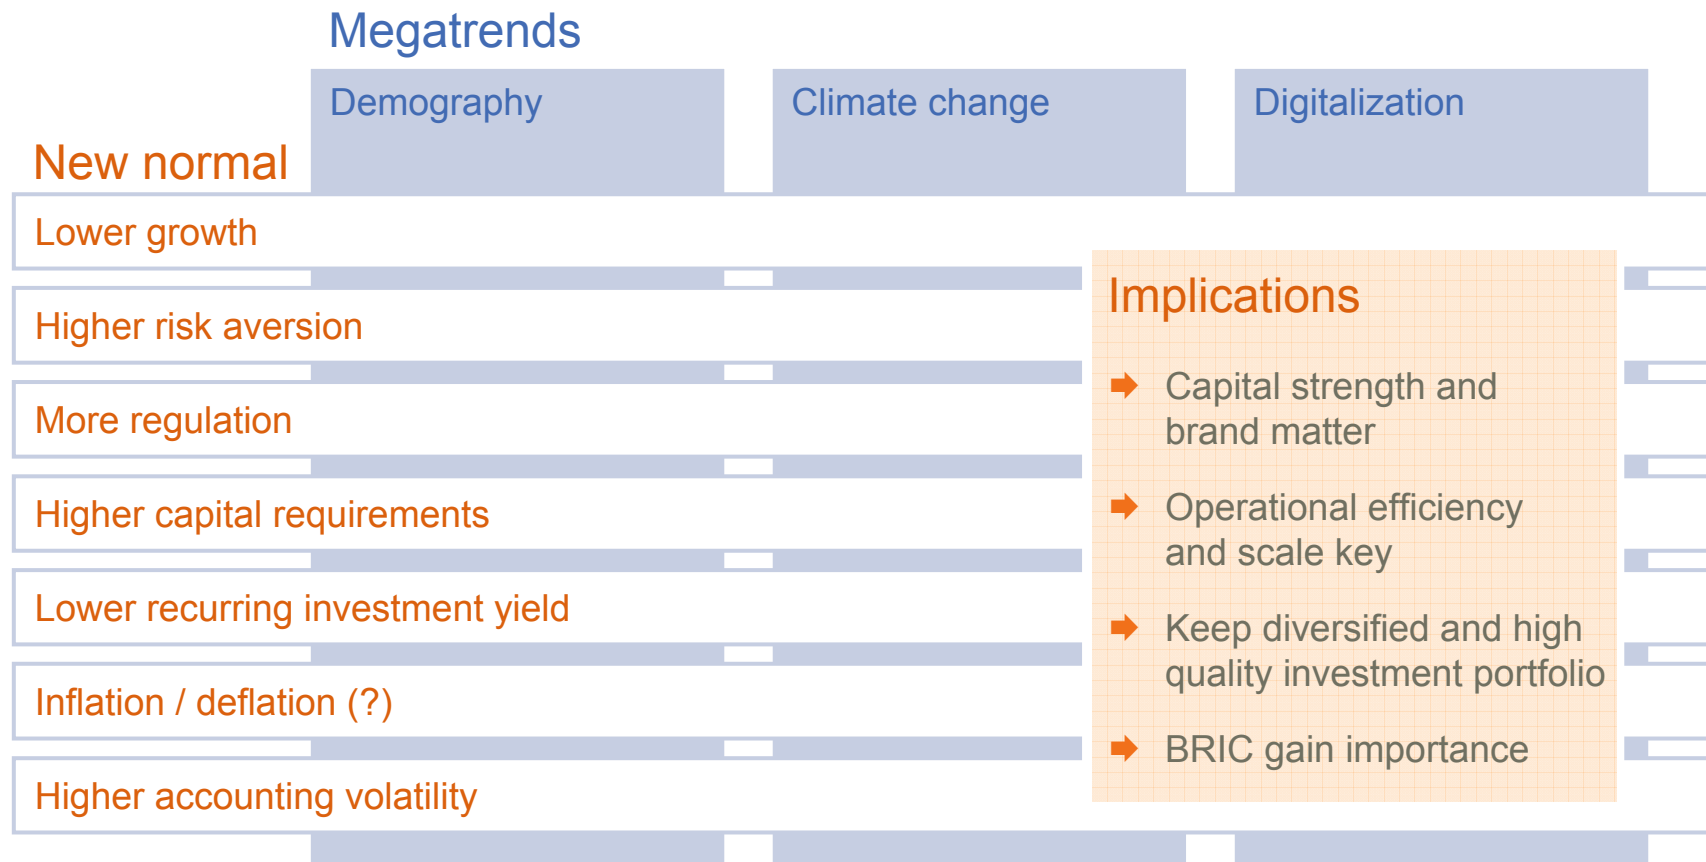 Megatrends
Demography
Climate change
Digitalization
New normal
Lower growth
Higher risk aversion
More regulation
Higher capital requirements
Lower recurring investment yield
Inflation / deflation (?)
Higher accounting volatility
Implications
Capital strength and
brand matter
Operational efficiency
and scale key
Keep diversified and high
quality investment portfolio
BRIC gain importance